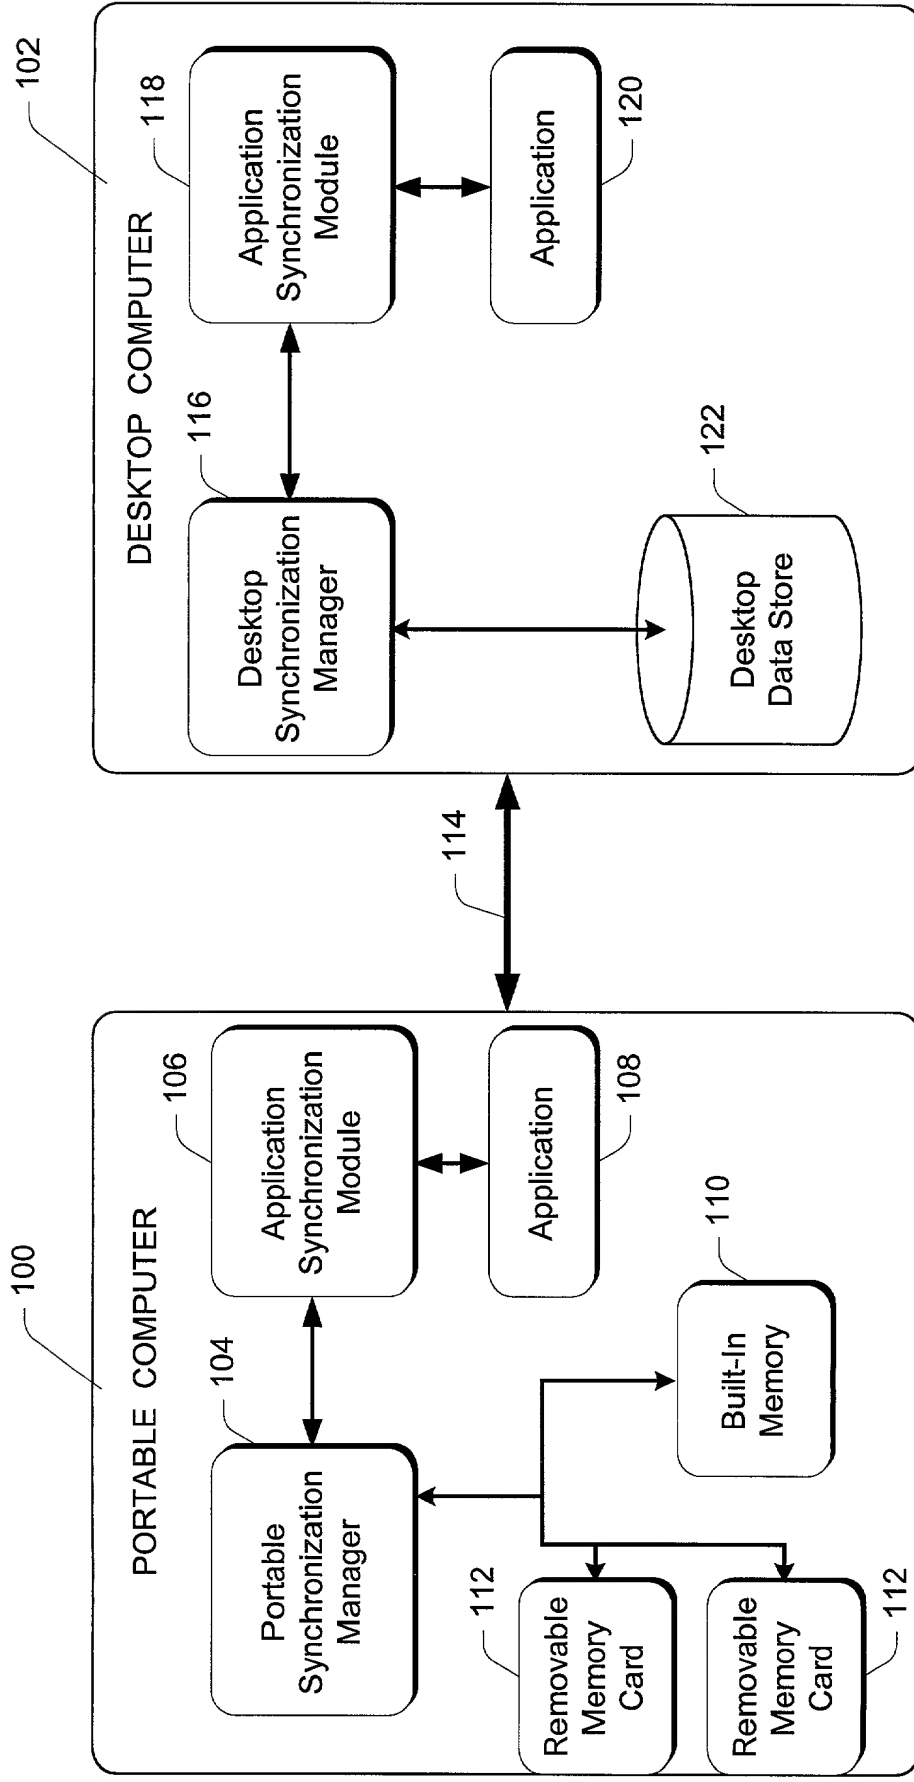 100
PORTABLE COMPUTER
104
Portable
Synchronization
Manager
106
Application
Synchronization
Module
Application
108
112
Removable
Memory
Card
Removable
Memory
Card
112
Built-In
Memory
110
114
102
DESKTOP COMPUTER
116
Desktop
Synchronization
Manager
118
Application
Synchronization
Module
Application
120
Desktop
Data Store
122